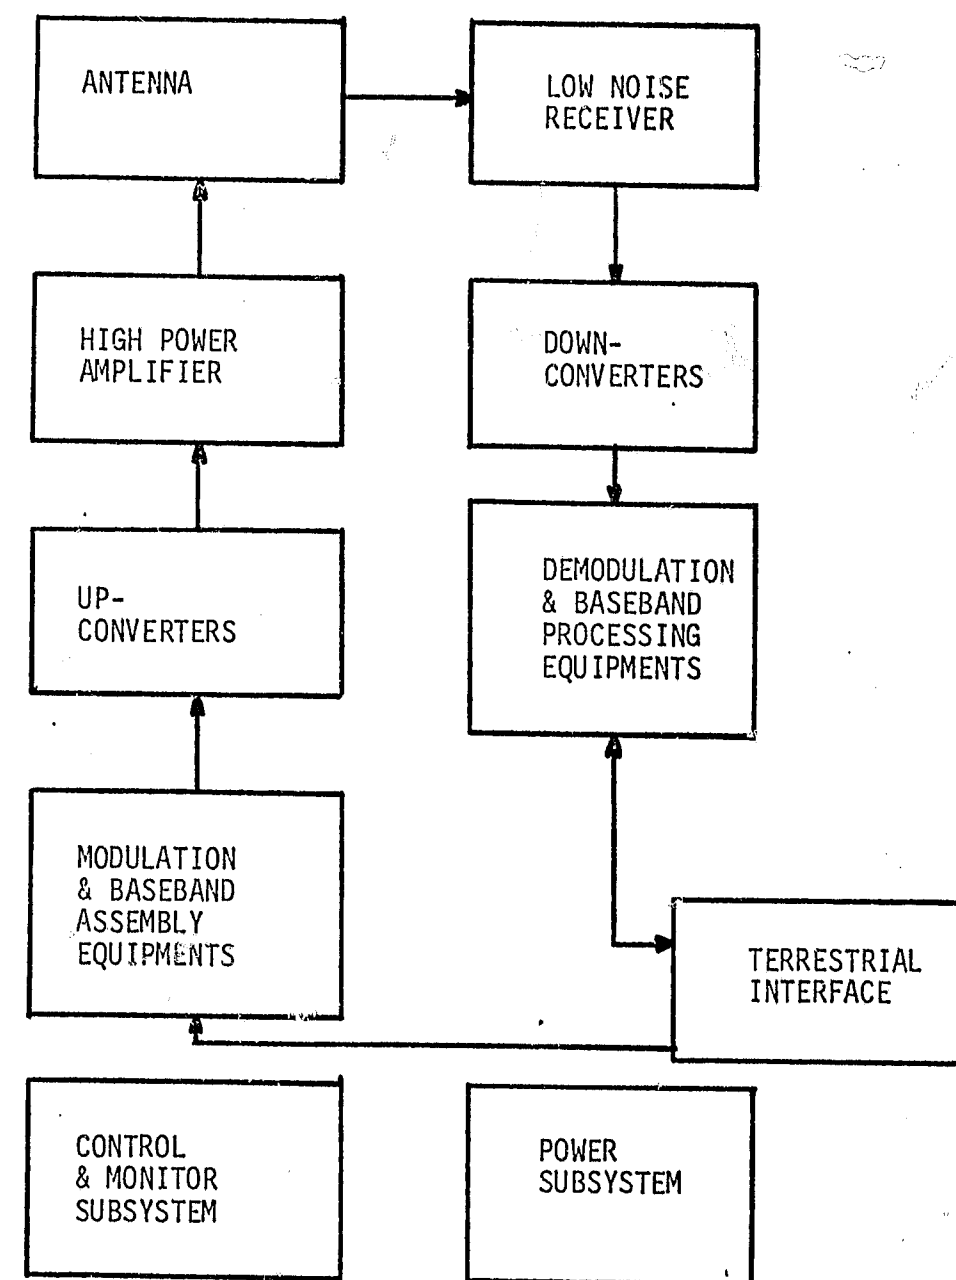 ANTENNA
LOW NOISE
RECEIVER
HIGH POWER
AMPLIFIER
DOWN-
CONVERTERS
UP-
CONVERTERS
DEMODULATION
& BASEBAND
PROCESSING
EQUIPMENTS
MODULATION
& BASEBAND
ASSEMBLY
EQUIPMENTS
TERRESTRIAL
INTERFACE
CONTROL
& MONITOR
SUBSYSTEM
POWER
SUBSYSTEM